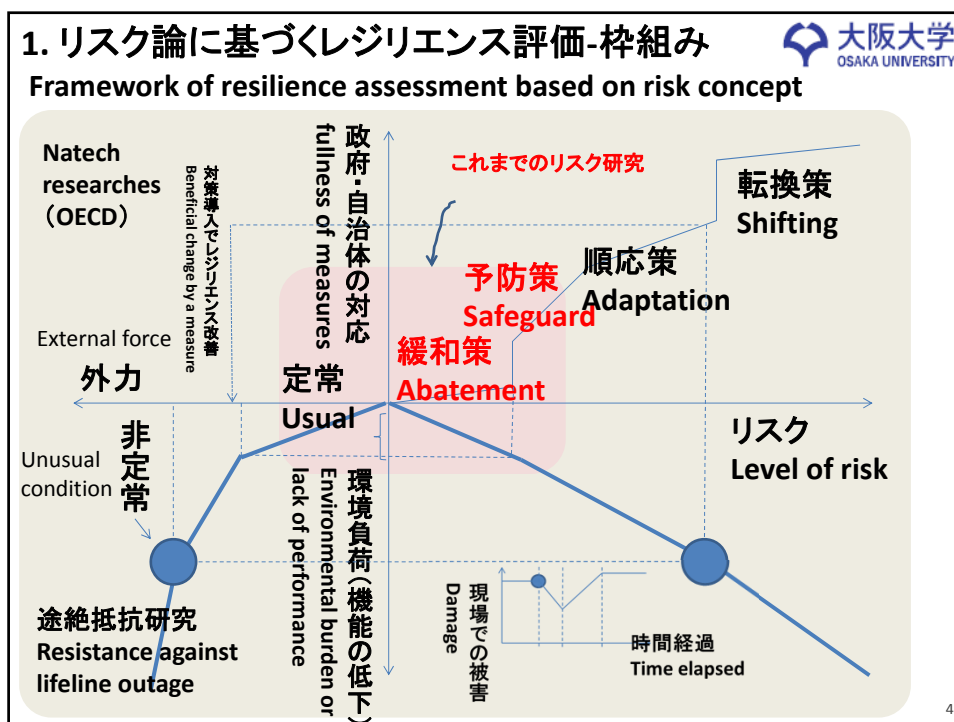 1. リスク論に基づくレジリエンス評価-枠組み
大阪大学
OSAKA UNIVERSITY
Framework of resilience assessment based on risk concept
Natech
researches
（OECD）
対策導入でレジリエンス改善
Beneficial change by a measure
政府・自治体の対応
fullness of measures
これまでのリスク研究
転換策
Shifting
順応策
Adaptation
予防策
Safeguard
緩和策
Abatement
External force
外力
定常
Usual
リスク
Level of risk
非定常
Unusual
condition
環境負荷（機能の低下）
Environmental burden or
lack of performance
途絶抵抗研究
Resistance against
lifeline outage
現場での被害
Damage
時間経過
Time elapsed
4